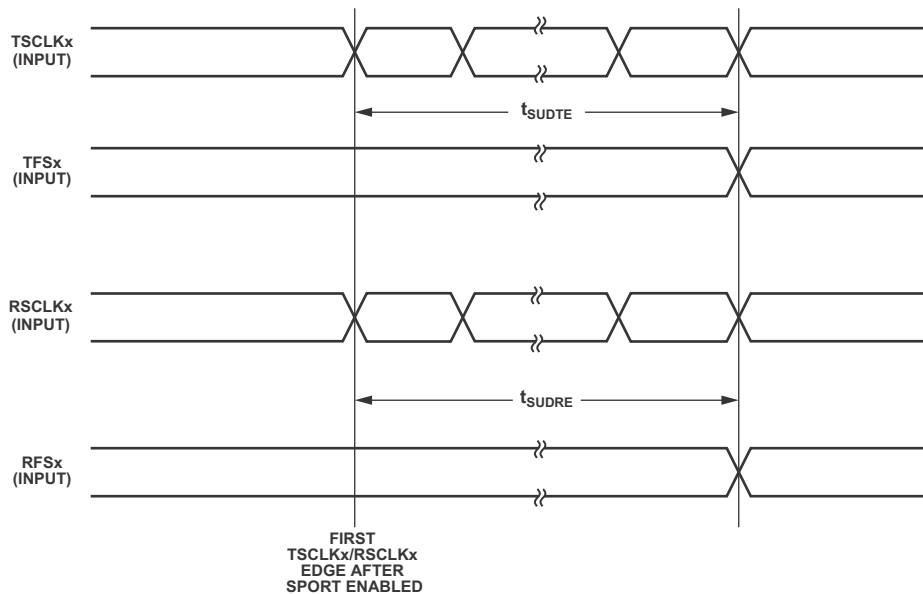 TSCLKx
(INPUT)
tSUDTE
TFSx
(INPUT)
RSCLKx
(INPUT)
tSUDRE
RFSx
(INPUT)
FIRST
TSCLKx/RSCLKx
EDGE AFTER
SPORT ENABLED